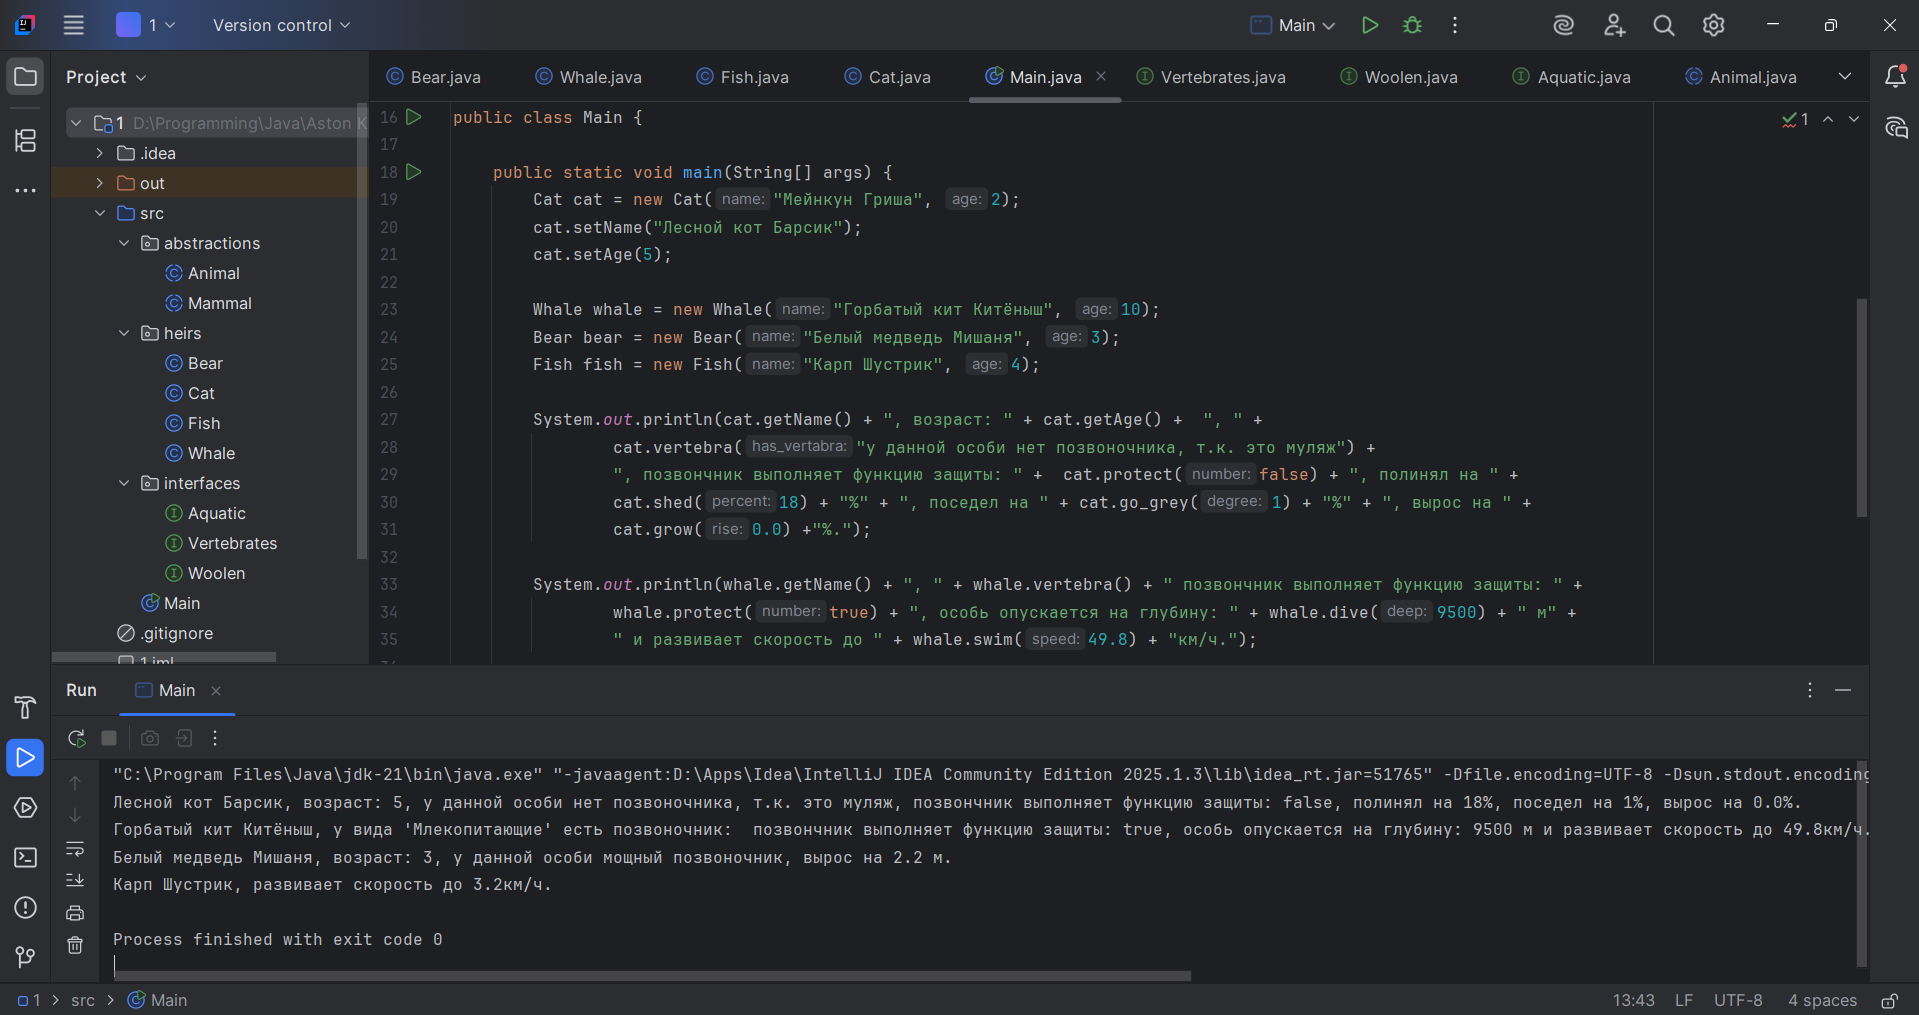 1 Version control Main
Project
Bear.java Whale.java Fish.java Cat.java Main.java Vertebrates.java Woolen.java Aquatic.java Animal.java
1 D:\Programming\Java\Aston K
.idea
out
src
abstractions
Animal
Mammal
heirs
Bear
Cat
Fish
Whale
interfaces
Aquatic
Vertebrates
Woolen
Main
.gitignore
1.iml
1
16 public class Main {
17
18 public static void main(String[] args) {
19 Cat cat = new Cat( name: "Мейнкун Гриша", age: 2);
20 cat.setName("Лесной кот Барсик");
21 cat.setAge(5);
22
23 Whale whale = new Whale( name: "Горбатый кит Китёныш", age: 10);
24 Bear bear = new Bear( name: "Белый медведь Мишаня", age: 3);
25 Fish fish = new Fish( name: "Карп Шустрик", age: 4);
26
27 System.out.println(cat.getName() + ", возраст: " + cat.getAge() +  ", " +
28 cat.vertebra( has_vertabra: "у данной особи нет позвоночника, т.к. это муляж") +
29 ", позвончник выполняет функцию защиты: " +  cat.protect( number: false) + ", полинял на " +
30 cat.shed( percent: 18) + "%" + ", поседел на " + cat.go_grey( degree: 1) + "%" + ", вырос на " +
31 cat.grow( rise: 0.0) +"%.");
32
33 System.out.println(whale.getName() + ", " + whale.vertebra() + " позвончник выполняет функцию защиты: " +
34 whale.protect( number: true) + ", особь опускается на глубину: " + whale.dive( deep: 9500) + " м" +
35 " и развивает скорость до " + whale.swim( speed: 49.8) + "км/ч.");
Run Main
"C:\Program Files\Java\jdk-21\bin\java.exe" "-javaagent:D:\Apps\Idea\IntelliJ IDEA Community Edition 2025.1.3\lib\idea_rt.jar=51765" -Dfile.encoding=UTF-8 -Dsun.stdout.encoding
Лесной кот Барсик, возраст: 5, у данной особи нет позвоночника, т.к. это муляж, позвончник выполняет функцию защиты: false, полинял на 18%, поседел на 1%, вырос на 0.0%.
Горбатый кит Китёныш, у вида 'Млекопитающие' есть позвоночник:  позвончник выполняет функцию защиты: true, особь опускается на глубину: 9500 м и развивает скорость до 49.8км/ч.
Белый медведь Мишаня, возраст: 3, у данной особи мощный позвоночник, вырос на 2.2 м.
Карп Шустрик, развивает скорость до 3.2км/ч.
Process finished with exit code 0
1 > src > Main 13:43 LF UTF-8 4 spaces